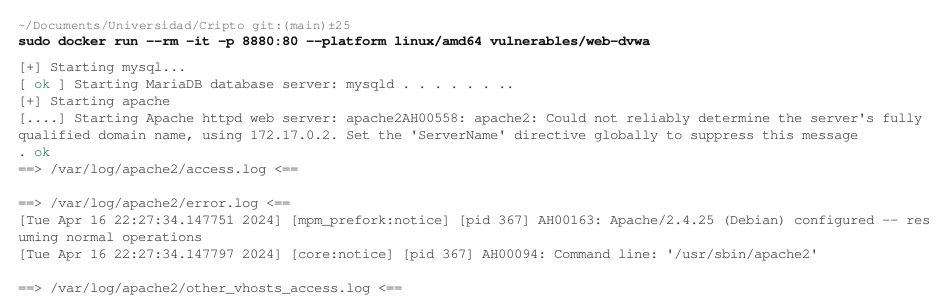 ~/Documents/Universidad/Cripto git:(main)±25
sudo docker run --rm -it -p 8880:80 --platform linux/amd64 vulnerables/web-dvwa
[+] Starting mysql...
[ ok ] Starting MariaDB database server: mysqld . . . . . . ..
[+] Starting apache
[....] Starting Apache httpd web server: apache2AH00558: apache2: Could not reliably determine the server's fully
qualified domain name, using 172.17.0.2. Set the 'ServerName' directive globally to suppress this message
. ok
==> /var/log/apache2/access.log <==
==> /var/log/apache2/error.log <==
[Tue Apr 16 22:27:34.147751 2024] [mpm_prefork:notice] [pid 367] AH00163: Apache/2.4.25 (Debian) configured -- res
uming normal operations
[Tue Apr 16 22:27:34.147797 2024] [core:notice] [pid 367] AH00094: Command line: '/usr/sbin/apache2'
==> /var/log/apache2/other_vhosts_access.log <==